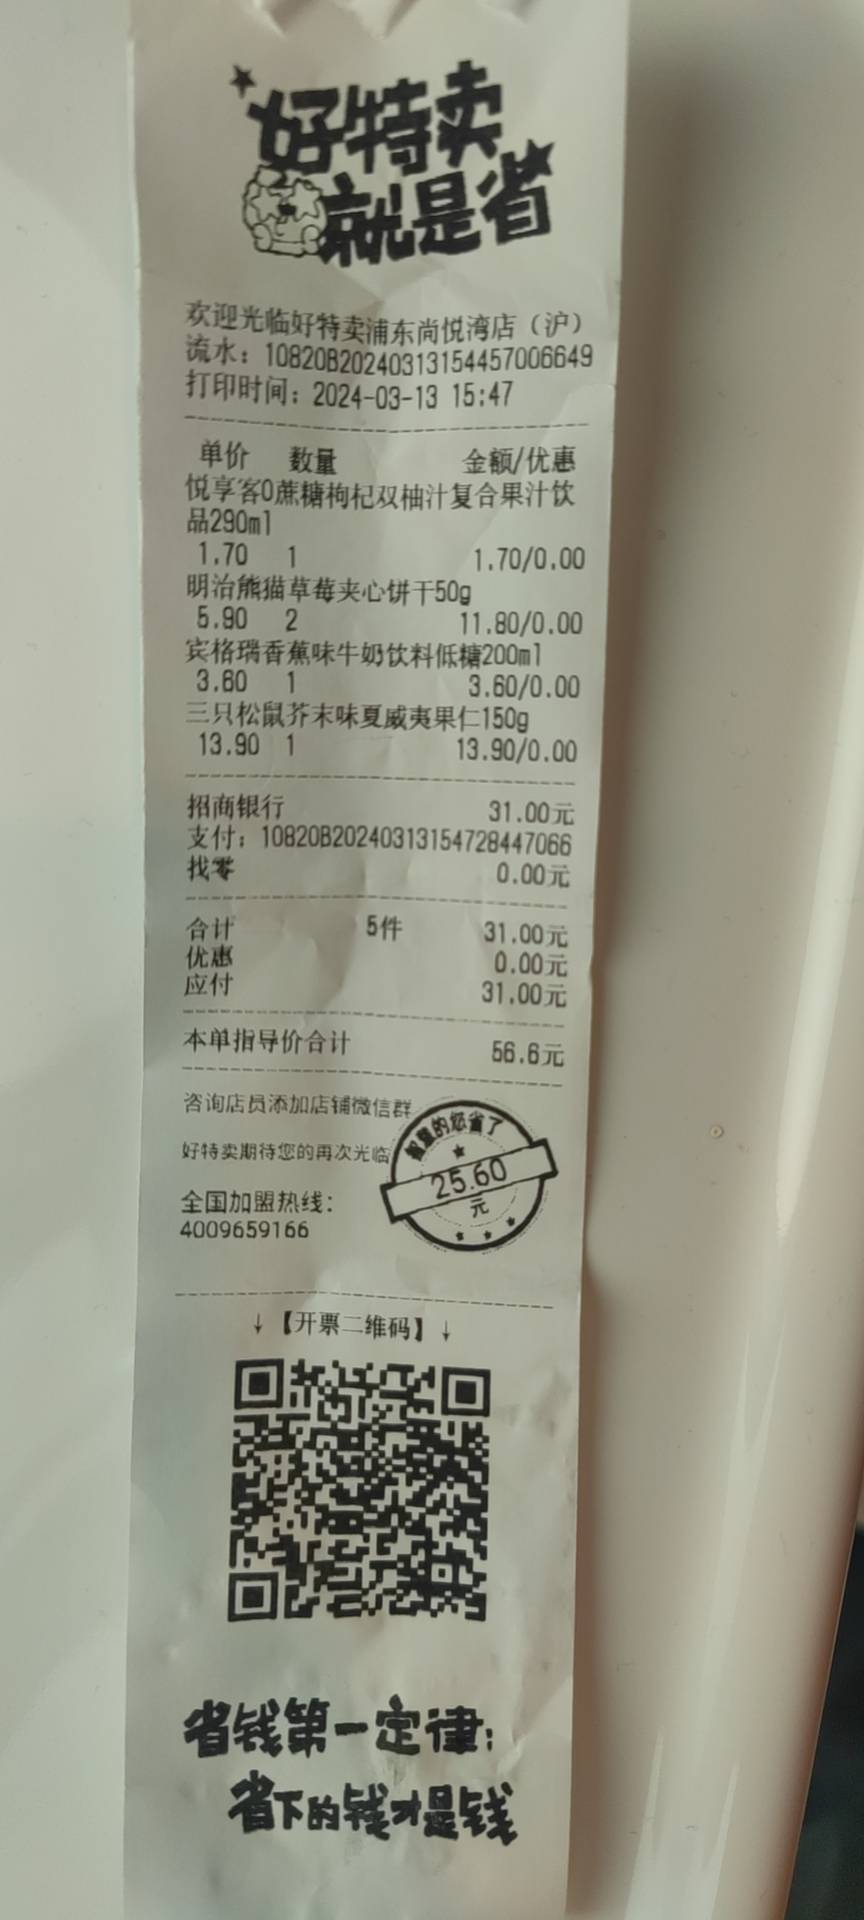 好特卖
就是省
欢迎光临好特卖浦东尚悦湾店（沪）
流水：10820B20240313154457006649
打印时间：2024-03-13 15:47
单价 数量 金额/优惠
悦享客0蔗糖枸杞双柚汁复合果汁饮
品290ml
1.70 1 1.70/0.00
明治熊猫草莓夹心饼干50g
5.90 2 11.80/0.00
宾格瑞香蕉味牛奶饮料低糖200ml
3.60 1 3.60/0.00
三只松鼠芥末味夏威夷果仁150g
13.90 1 13.90/0.00
招商银行 31.00元
支付：10820B20240313154728447066
找零 0.00元
合计 5件 31.00元
优惠 0.00元
应付 31.00元
本单指导价合计 56.6元
咨询店员添加店铺微信群
好特卖期待您的再次光临
全国加盟热线：
4009659166
智慧的您省了
25.60
元
↓【开票二维码】↓
省钱第一定律：
省下的钱才是钱